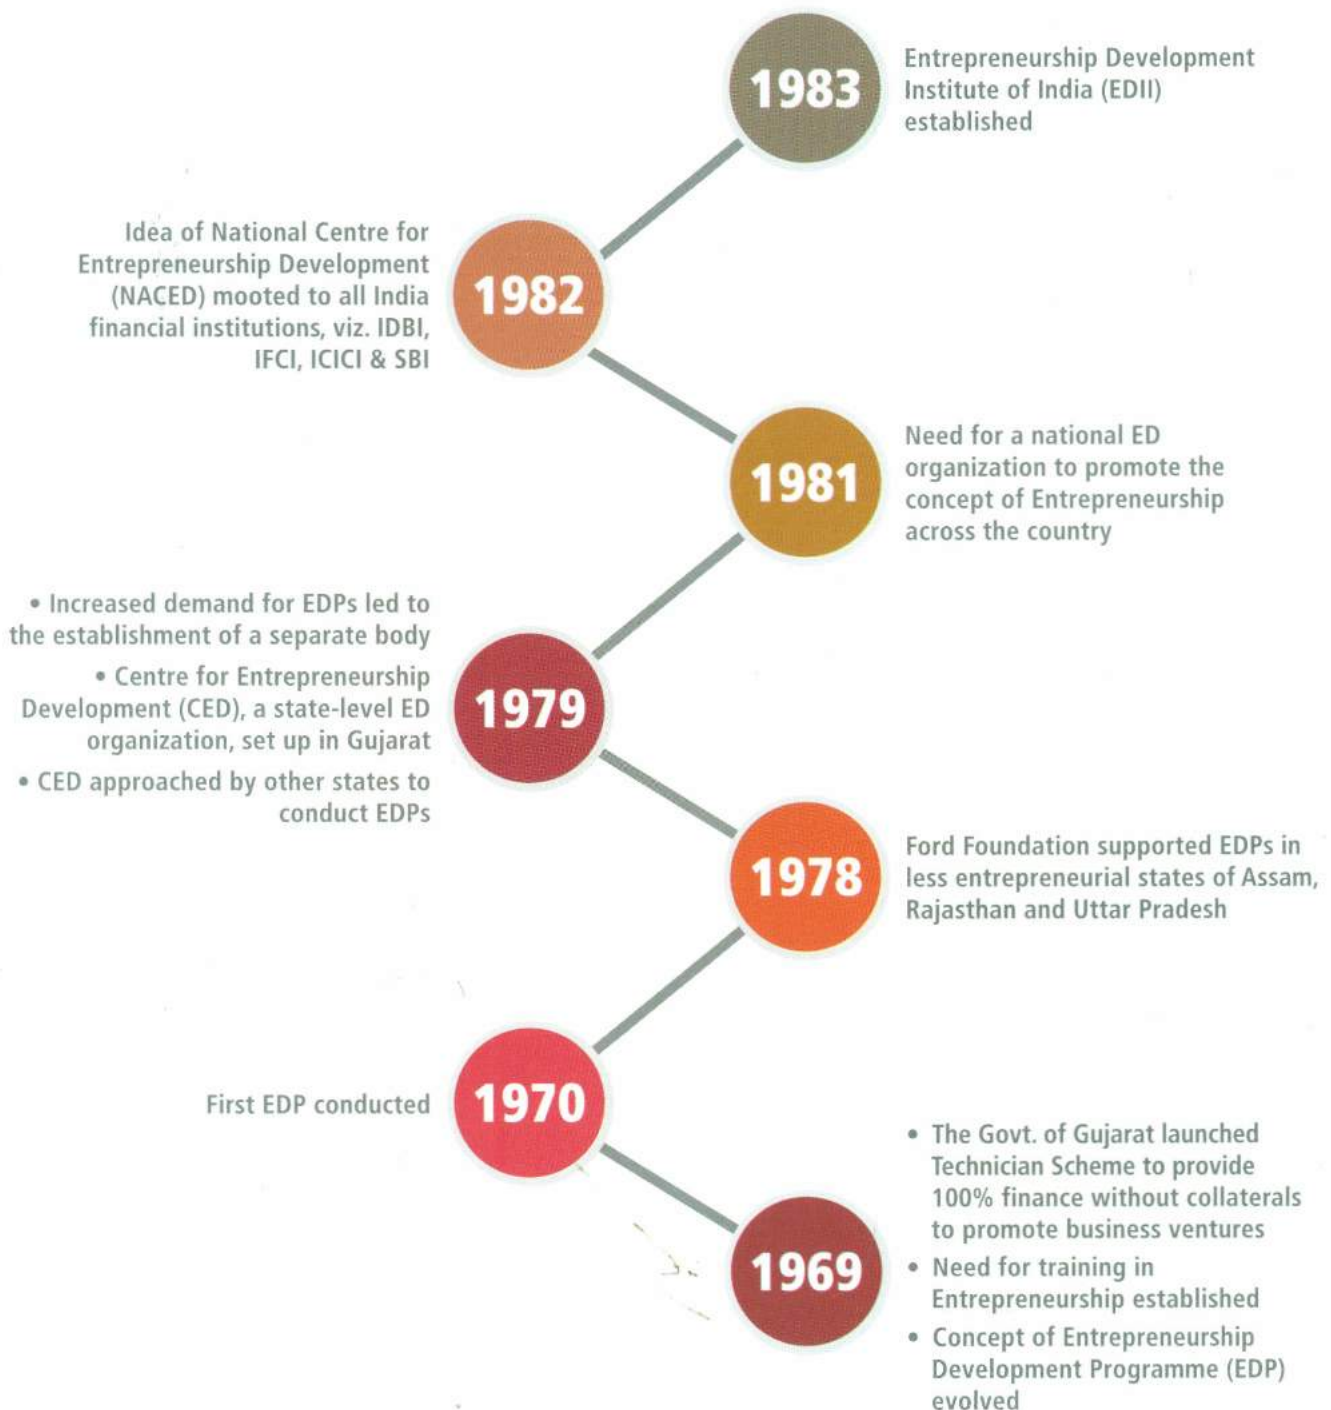 1983
Entrepreneurship Development
Institute of India (EDII)
established
Idea of National Centre for
Entrepreneurship Development
(NACED) mooted to all India
financial institutions, viz. IDBI,
IFCI, ICICI & SBI
1982
1981
Need for a national ED
organization to promote the
concept of Entrepreneurship
across the country
• Increased demand for EDPs led to
the establishment of a separate body
• Centre for Entrepreneurship
Development (CED), a state-level ED
organization, set up in Gujarat
• CED approached by other states to
conduct EDPs
1979
1978
Ford Foundation supported EDPs in
less entrepreneurial states of Assam,
Rajasthan and Uttar Pradesh
First EDP conducted
1970
1969
• The Govt. of Gujarat launched
Technician Scheme to provide
100% finance without collaterals
to promote business ventures
• Need for training in
Entrepreneurship established
• Concept of Entrepreneurship
Development Programme (EDP)
evolved